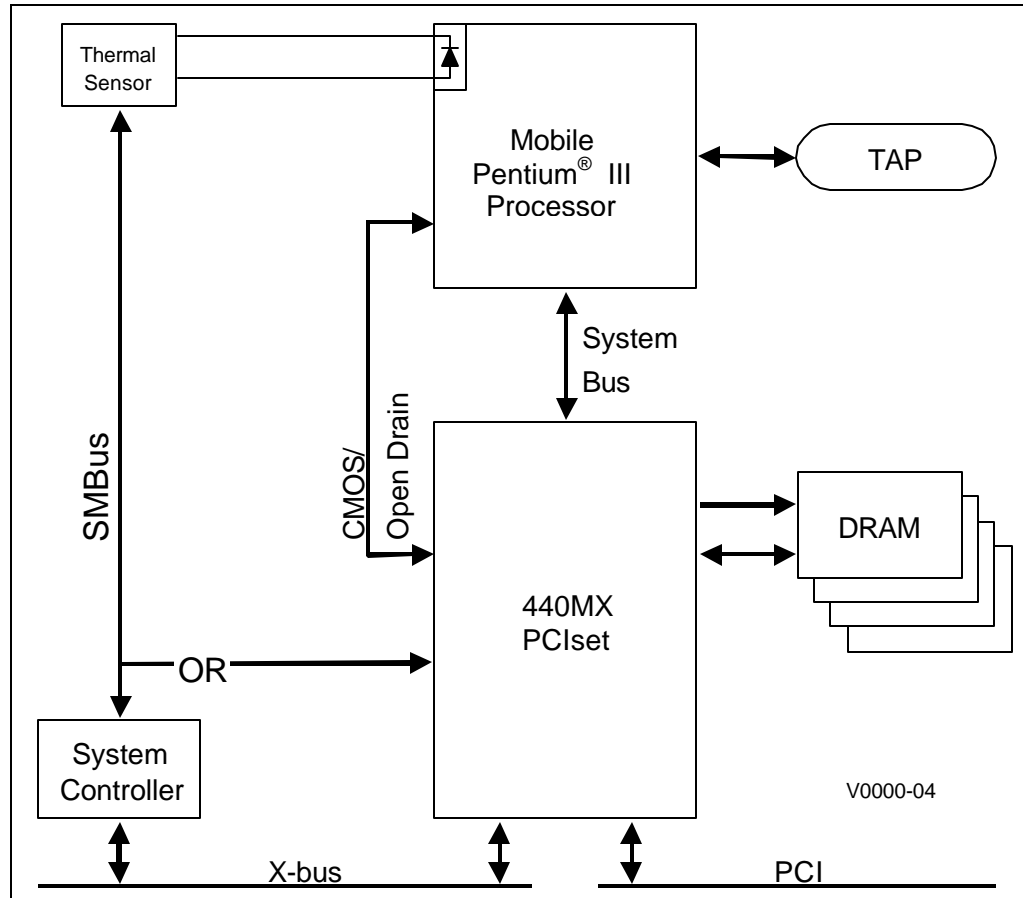 Thermal
Sensor
Mobile
Pentium® III
Processor
TAP
System
Bus
SMBus
CMOS/
Open Drain
DRAM
440MX
PCIset
OR
System
Controller
V0000-04
X-bus
PCI